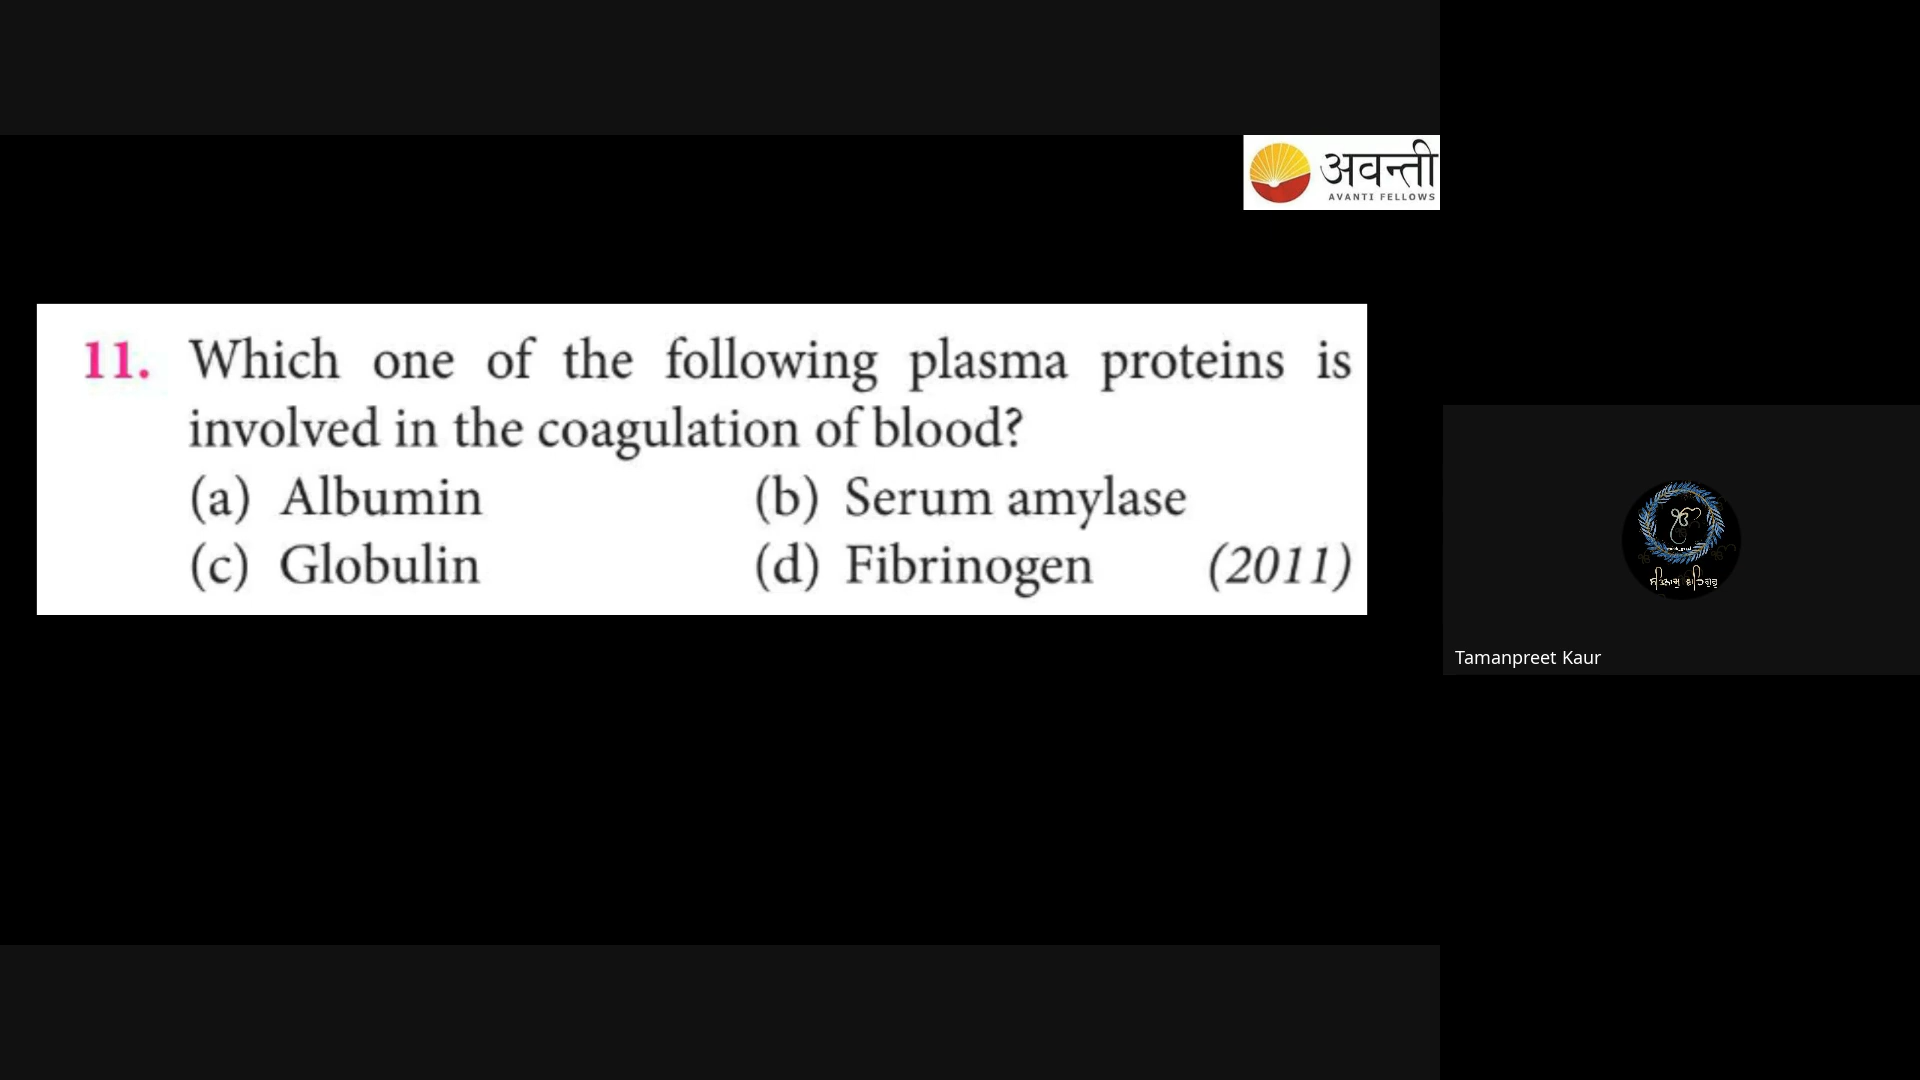 अवन्ती
AVANTI FELLOWS
11. Which one of the following plasma proteins is
involved in the coagulation of blood?
(a) Albumin (b) Serum amylase
(c) Globulin (d) Fibrinogen (2011)
Tamanpreet Kaur